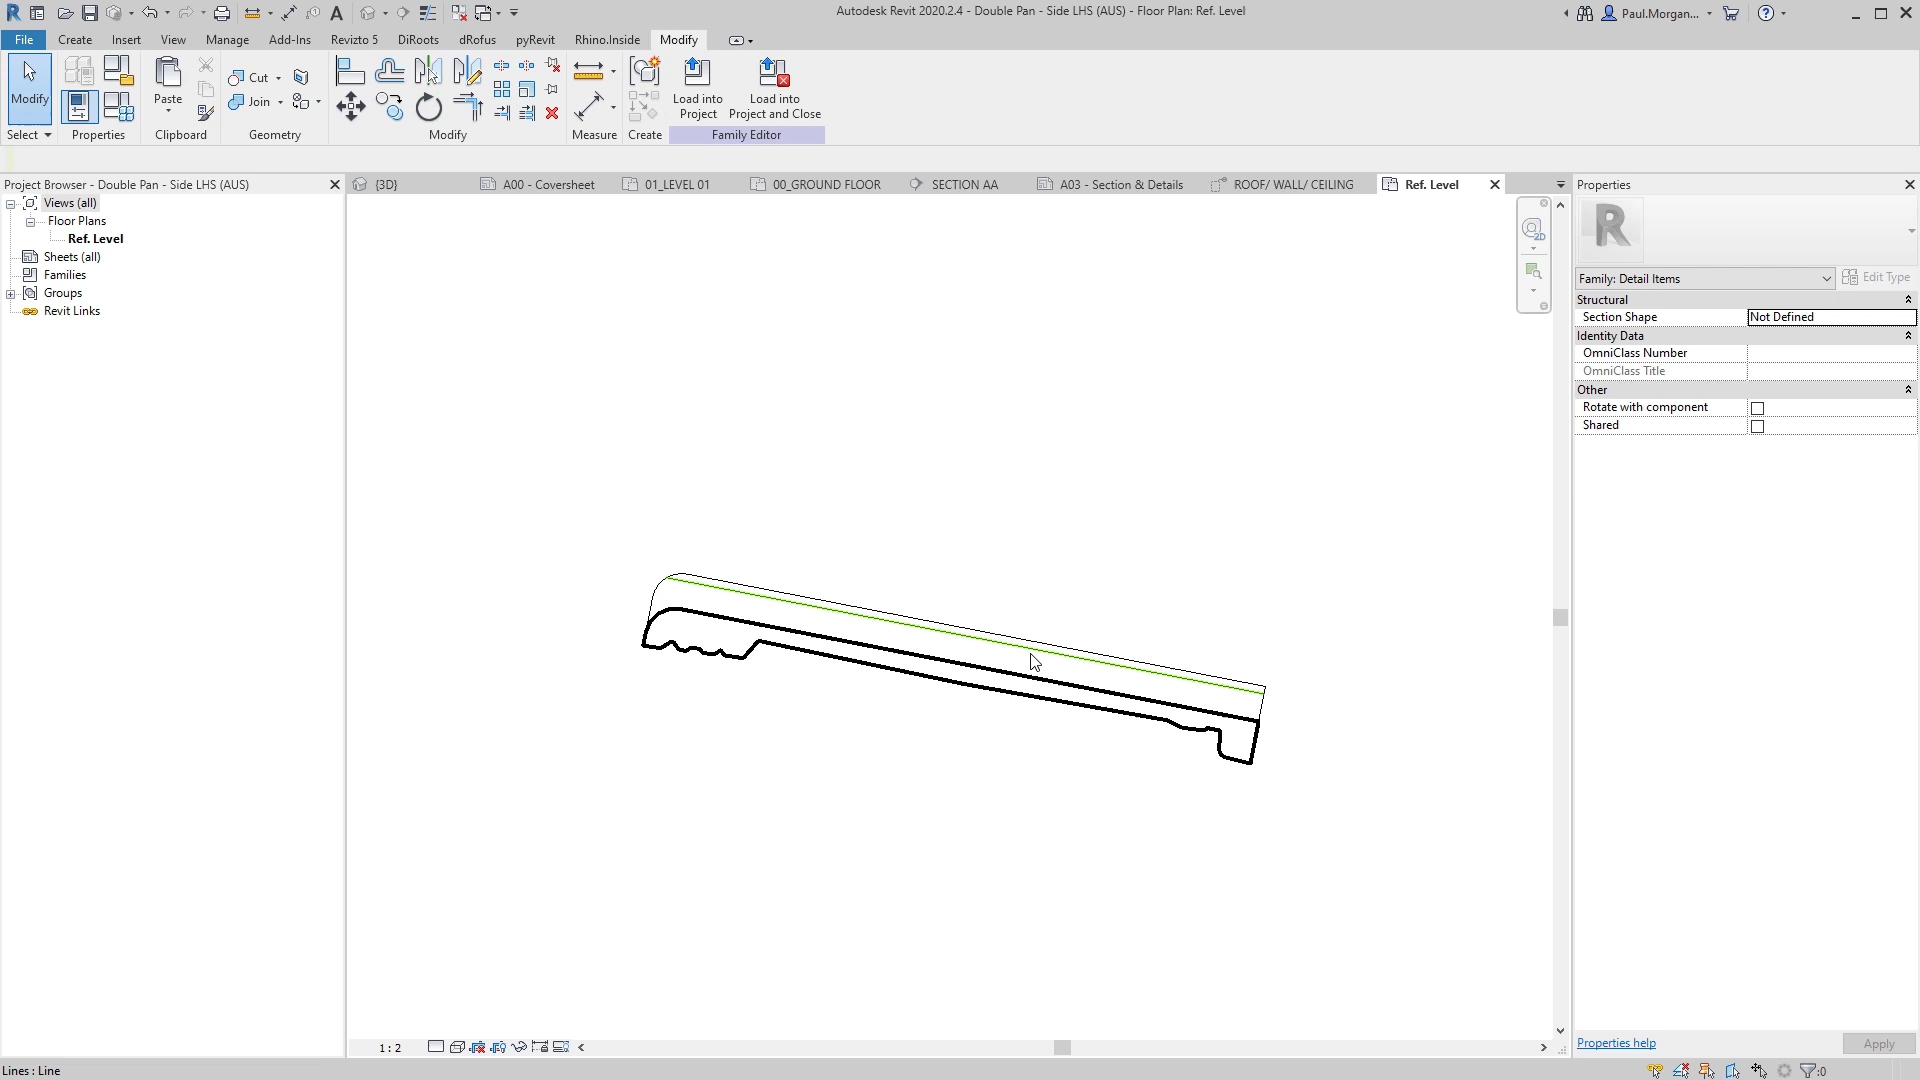 Autodesk Revit 2020.2.4 - Double Pan - Side LHS (AUS) - Floor Plan: Ref. Level
Paul.Morgan...
File Create Insert View Manage Add-Ins Revizto 5 DiRoots dRofus pyRevit Rhino.Inside Modify
Modify
Paste
Cut
Join
Load into Project
Load into Project and Close
Select Properties Clipboard Geometry Modify Measure Create Family Editor
Project Browser - Double Pan - Side LHS (AUS)
{3D} A00 - Coversheet 01_LEVEL 01 00_GROUND FLOOR SECTION AA A03 - Section & Details ROOF/ WALL/ CEILING Ref. Level
Properties
Views (all)
Floor Plans
Ref. Level
Sheets (all)
Families
Groups
Revit Links
2D
R
Family: Detail Items
Edit Type
Structural
Section Shape Not Defined
Identity Data
OmniClass Number
OmniClass Title
Other
Rotate with component
Shared
Properties help
Apply
1 : 2
Lines : Line
:0